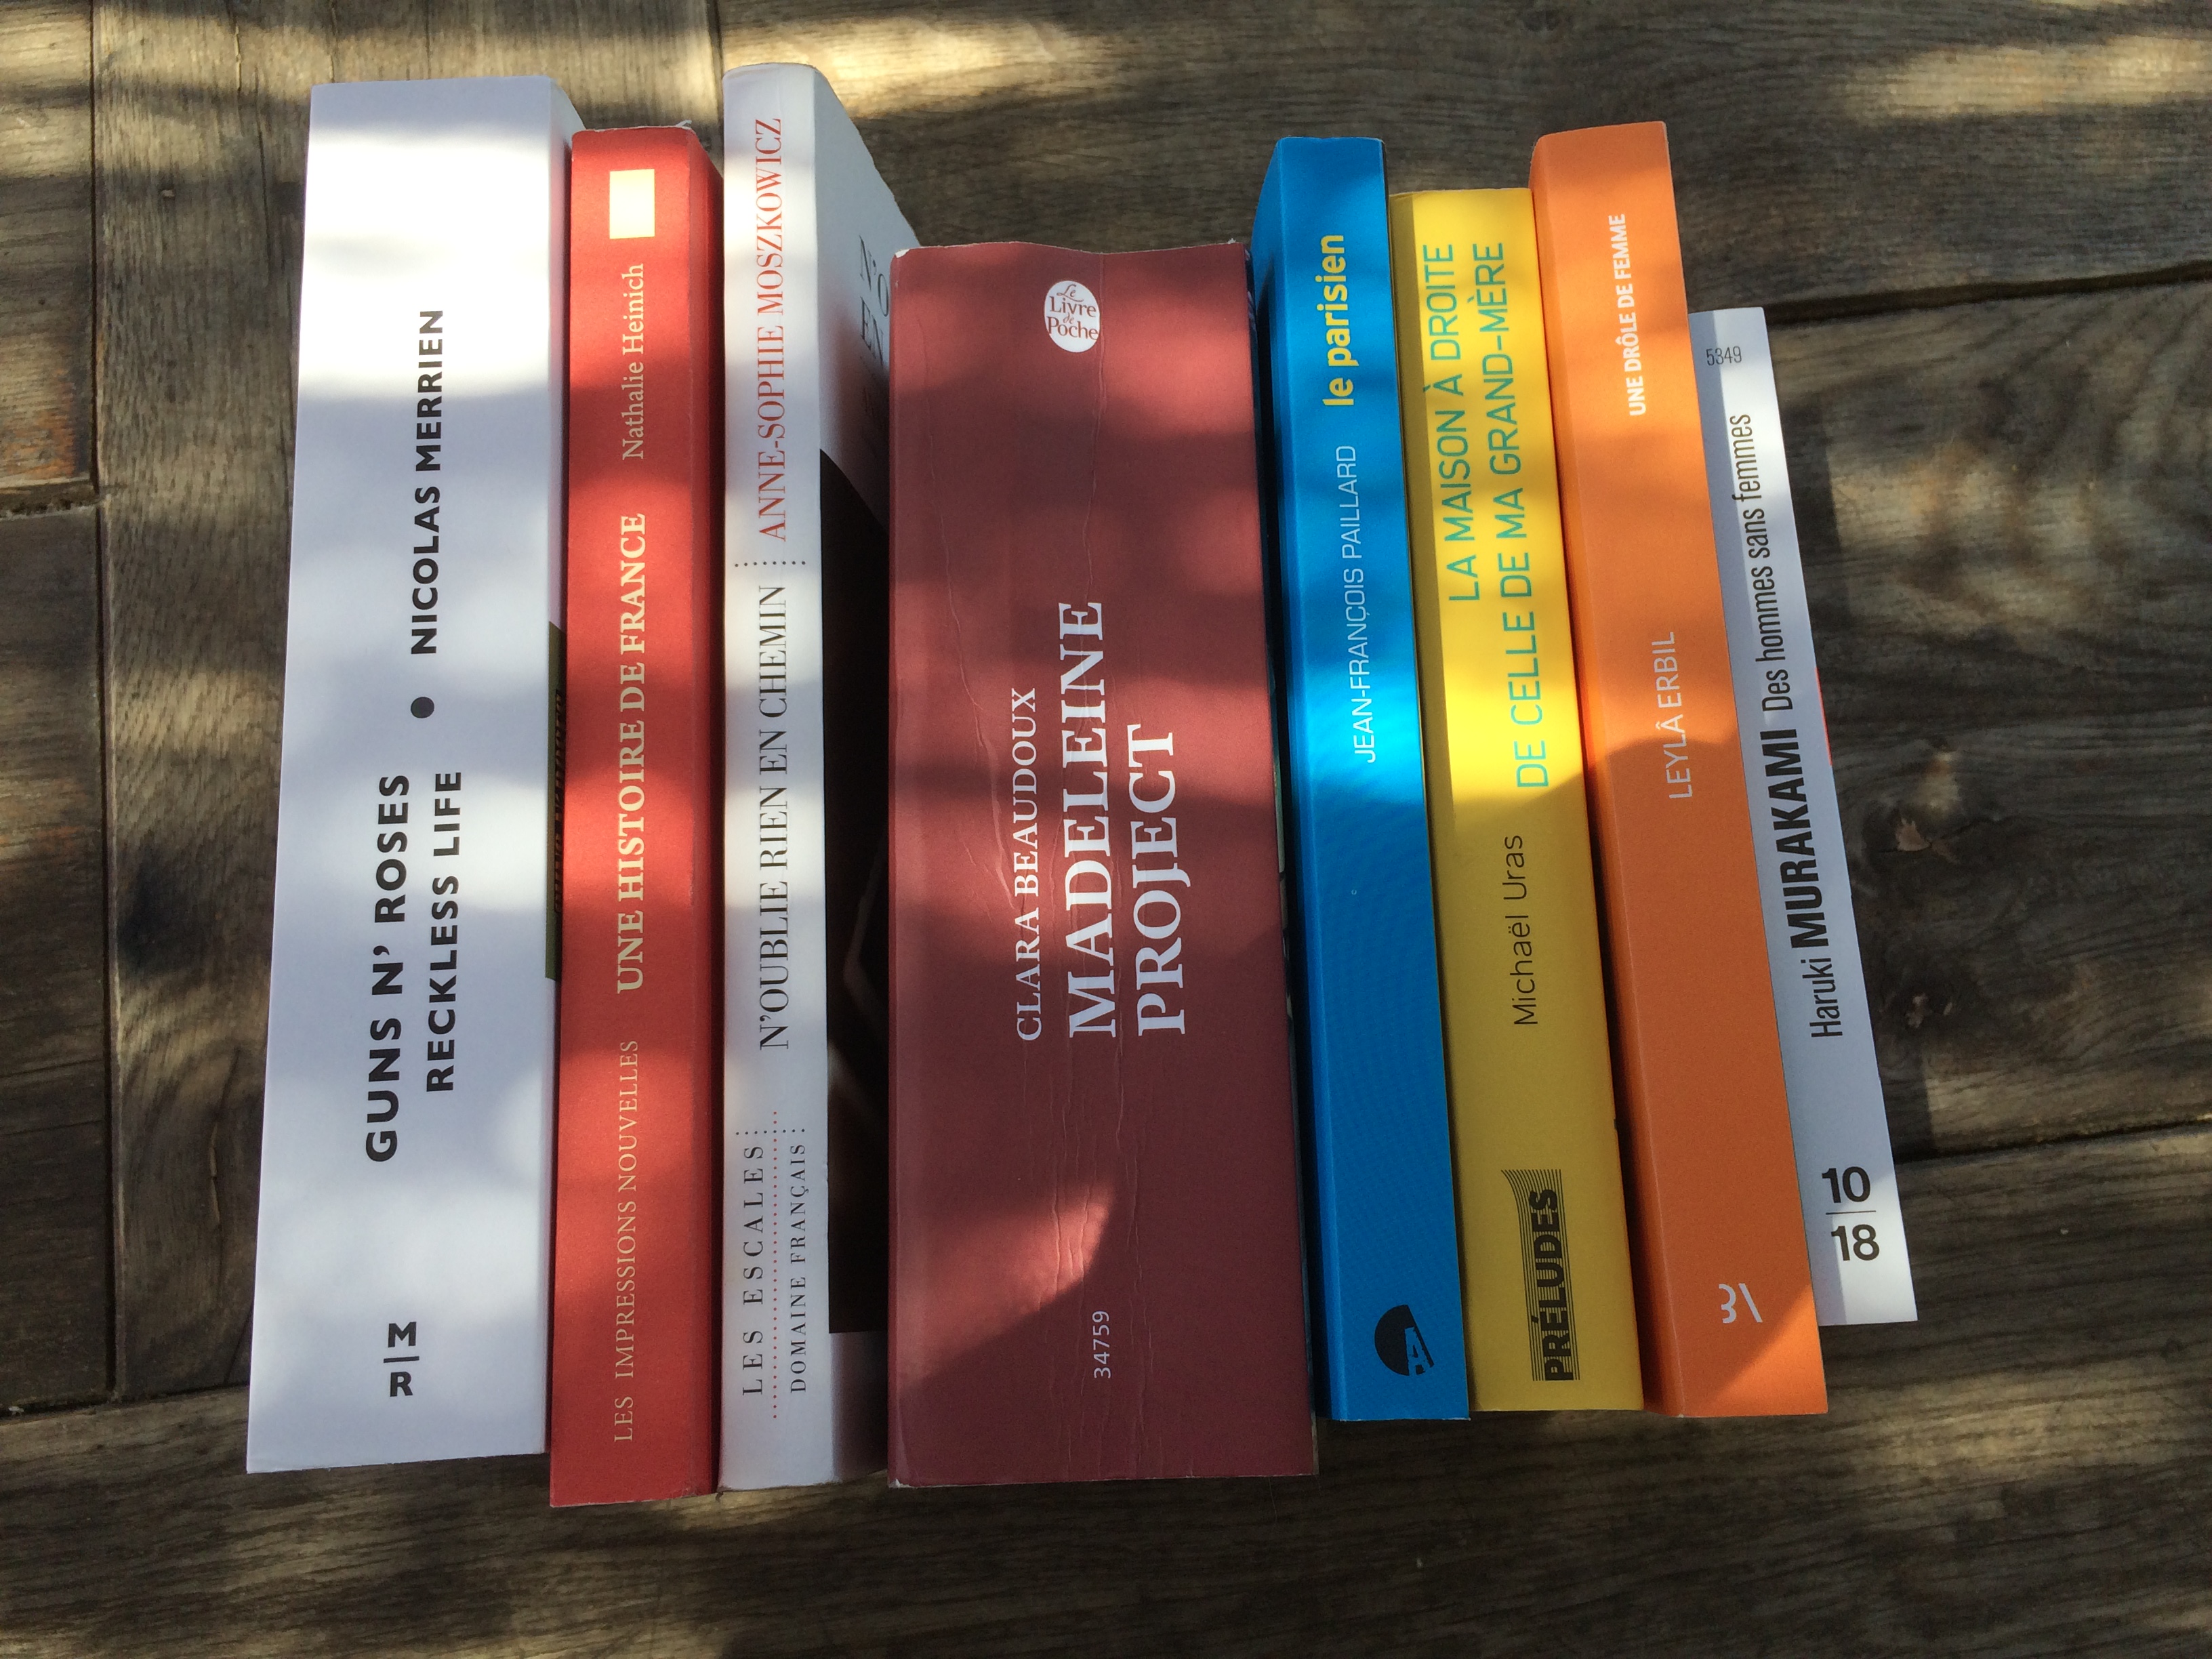 GUNS N' ROSES
RECKLESS LIFE
NICOLAS MERRIEN
R|M
LES IMPRESSIONS NOUVELLES UNE HISTOIRE DE FRANCE Nathalie Heinich
LES ESCALES
DOMAINE FRANÇAIS
N'OUBLIE RIEN EN CHEMIN
ANNE-SOPHIE MOSZKOWICZ
N'O
EN
Le
Livre
de
Poche
CLARA BEAUDOUX
MADELEINE
PROJECT
34759
JEAN-FRANÇOIS PAILLARD le parisien
A
LA MAISON À DROITE
DE CELLE DE MA GRAND-MÈRE
Michaël Uras
PRÉLUDES
LEYLÂ ERBIL
UNE DRÔLE DE FEMME
5349
Haruki MURAKAMI Des hommes sans femmes
10
18